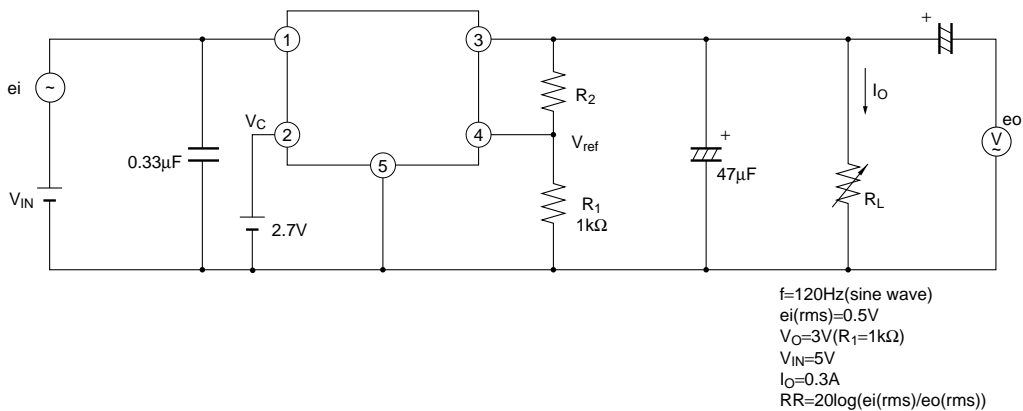 ei
~
VIN
0.33µF
VC
2.7V
1
2
3
4
5
R2
Vref
R1
1kΩ
+
47µF
IO
RL
+
eo
V
~
f=120Hz(sine wave)
ei(rms)=0.5V
VO=3V(R1=1kΩ)
VIN=5V
IO=0.3A
RR=20log(ei(rms)/eo(rms))